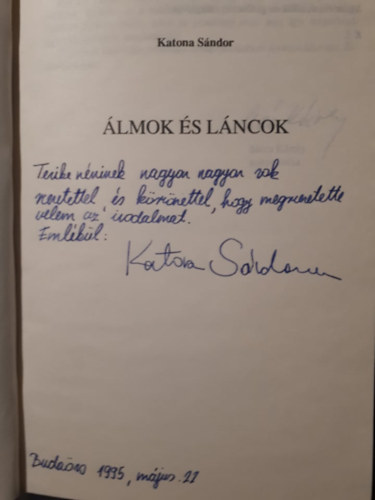 Katona Sándor
ÁLMOK ÉS LÁNCOK
Terike néninek nagyon nagyon sok
szeretettel, és köszönettel, hogy megszerettette
velem az irodalmat.
Emlékül:
Katona Sándor
Budaörs 1995, május. 22